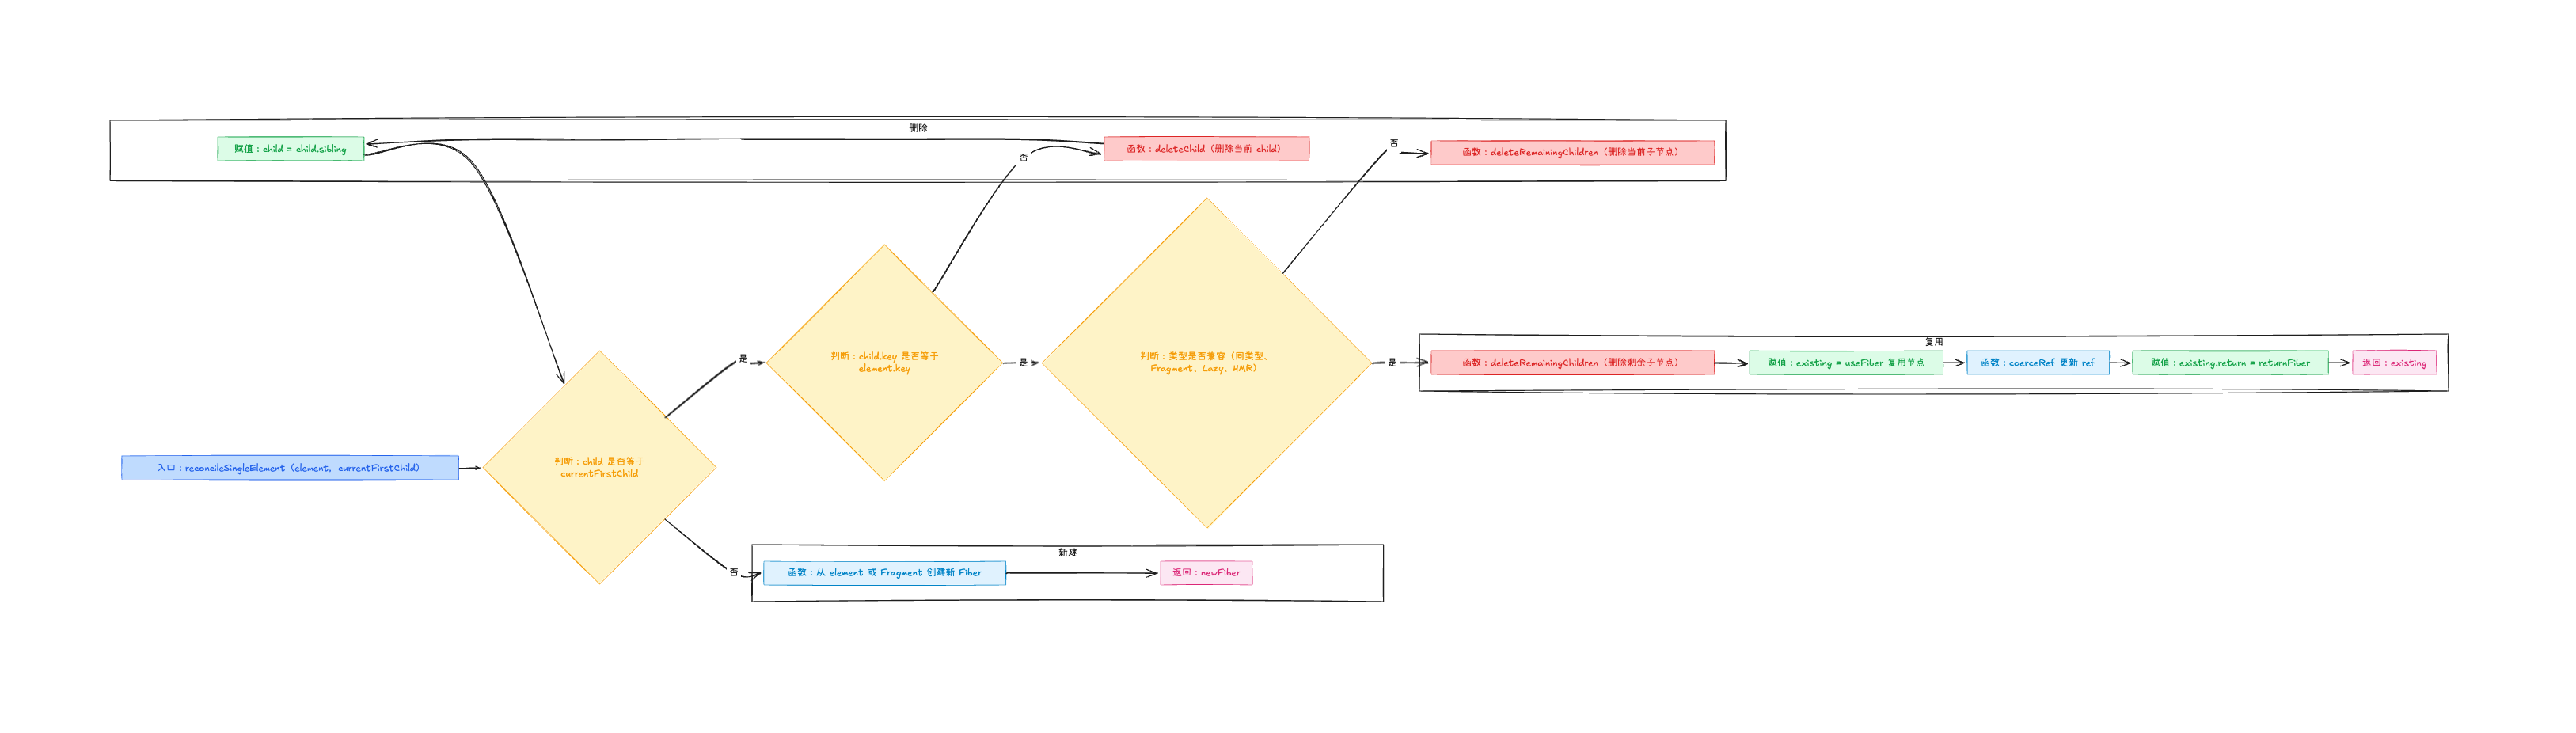 删除
赋值：child = child.sibling
函数：deleteChild（删除当前 child）
否
否
函数：deleteRemainingChildren（删除当前子节点）
复用
判断：child.key 是否等于
element.key
判断：类型是否兼容（同类型、
Fragment、Lazy、HMR）
是
是
是
函数：deleteRemainingChildren（删除剩余子节点）
赋值：existing = useFiber 复用节点
函数：coerceRef 更新 ref
赋值：existing.return = returnFiber
返回：existing
入口：reconcileSingleElement（element, currentFirstChild）
判断：child 是否等于
currentFirstChild
新建
否
函数：从 element 或 Fragment 创建新 Fiber
返回：newFiber